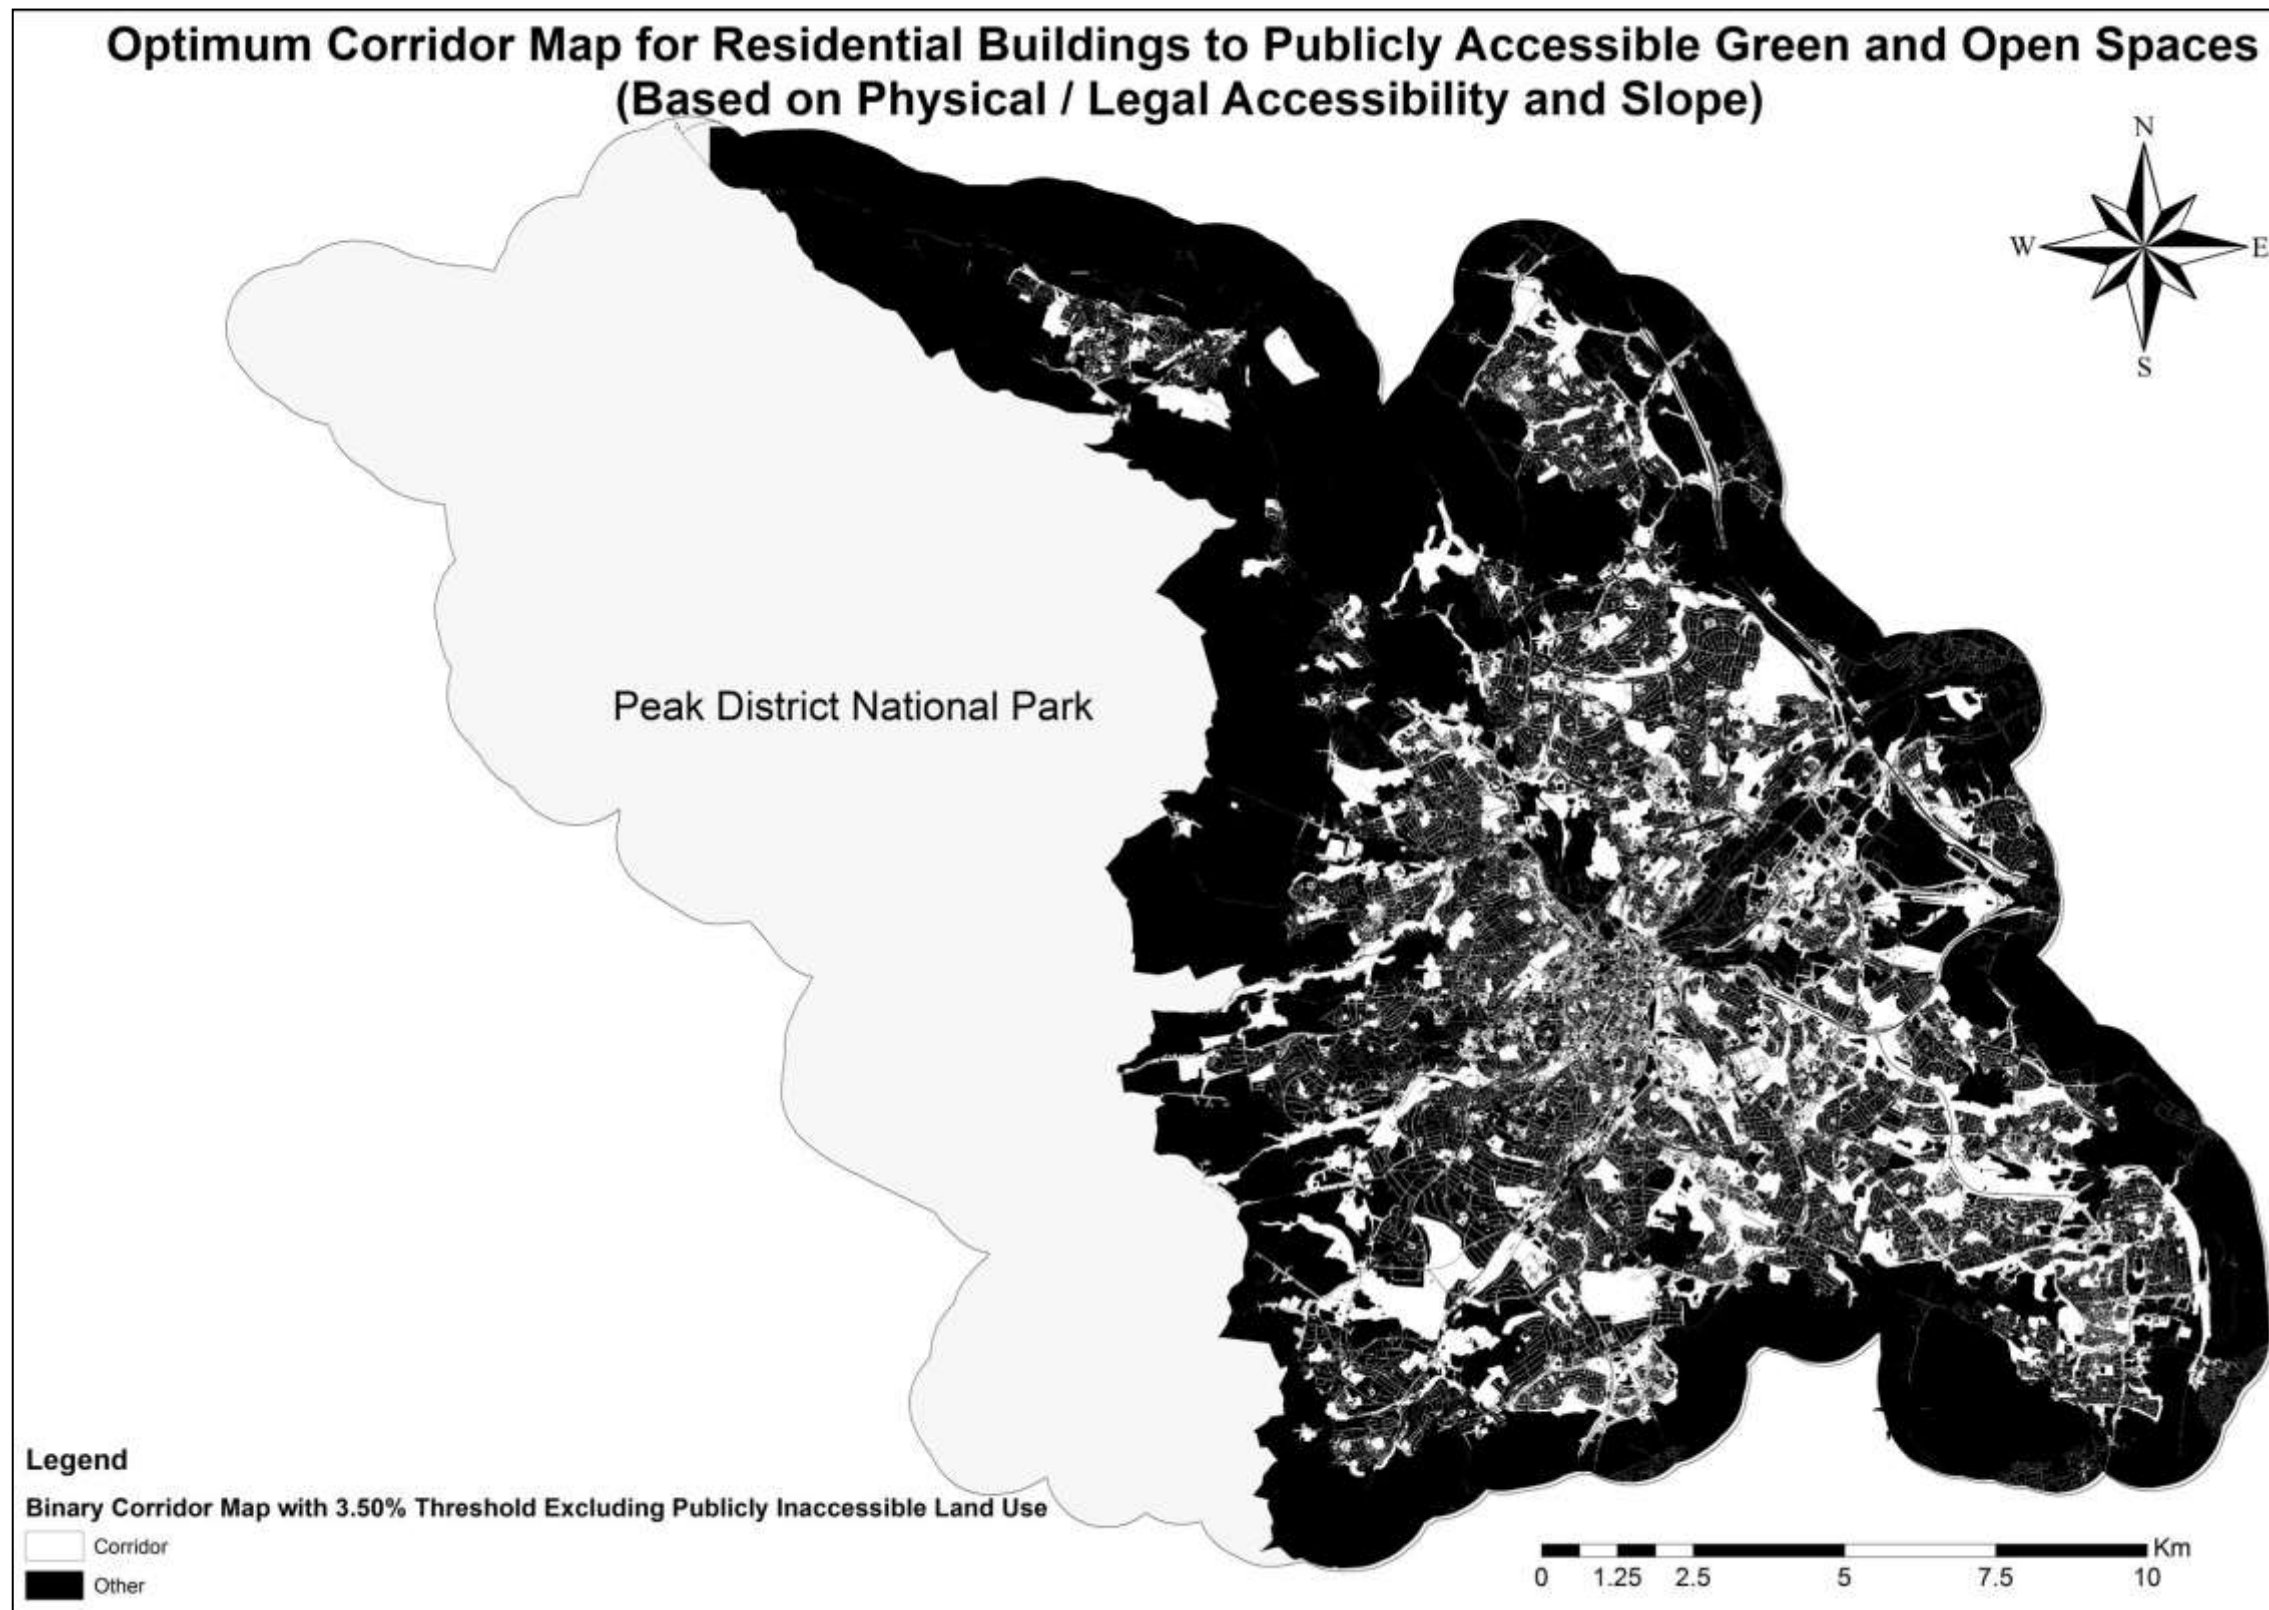 Optimum Corridor Map for Residential Buildings to Publicly Accessible Green and Open Spaces
(Based on Physical / Legal Accessibility and Slope)
N
W
E
S
Peak District National Park
Legend
Binary Corridor Map with 3.50% Threshold Excluding Publicly Inaccessible Land Use
Corridor
Other
Km
0 1.25 2.5 5 7.5 10